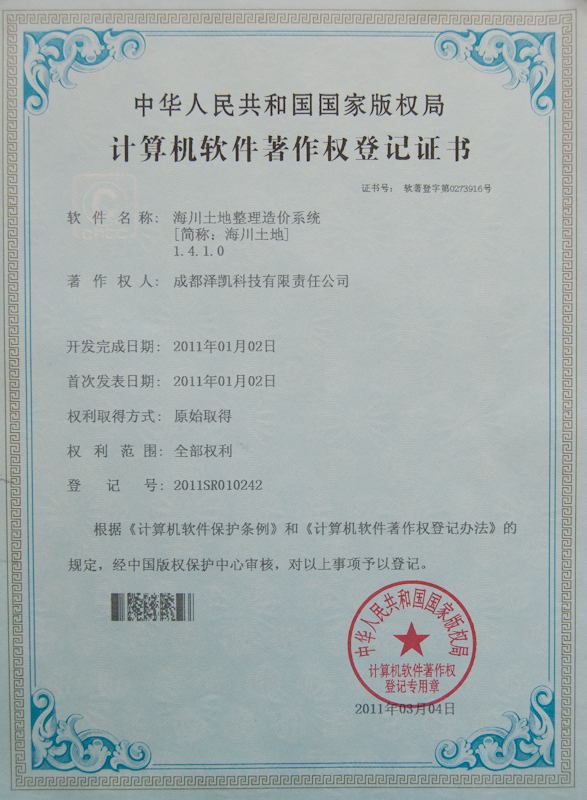 中华人民共和国国家版权局
计算机软件著作权登记证书
证书号： 软著登字第0273916号
软件名称： 海川土地整理造价系统
[简称：海川土地]
1.4.1.0
著作权人： 成都泽凯科技有限责任公司
开发完成日期： 2011年01月02日
首次发表日期： 2011年01月02日
权利取得方式： 原始取得
权利范围： 全部权利
登记号： 2011SR010242
根据《计算机软件保护条例》和《计算机软件著作权登记办法》的
规定，经中国版权保护中心审核，对以上事项予以登记。
中华人民共和国国家版权局
计算机软件著作权
登记专用章
2011年03月04日